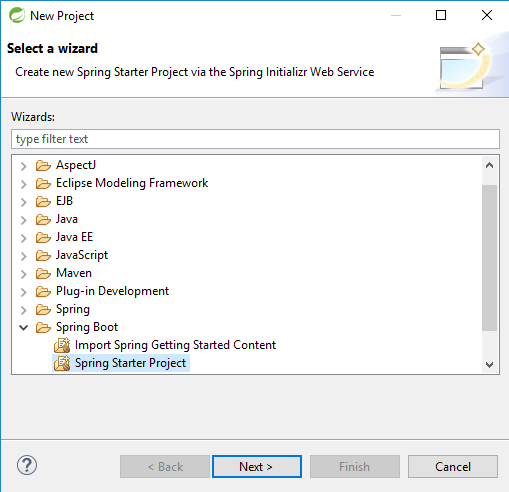 New Project
Select a wizard
Create new Spring Starter Project via the Spring Initializr Web Service
Wizards:
type filter text
AspectJ
Eclipse Modeling Framework
EJB
Java
Java EE
JavaScript
Maven
Plug-in Development
Spring
Spring Boot
Import Spring Getting Started Content
Spring Starter Project
? < Back Next > Finish Cancel